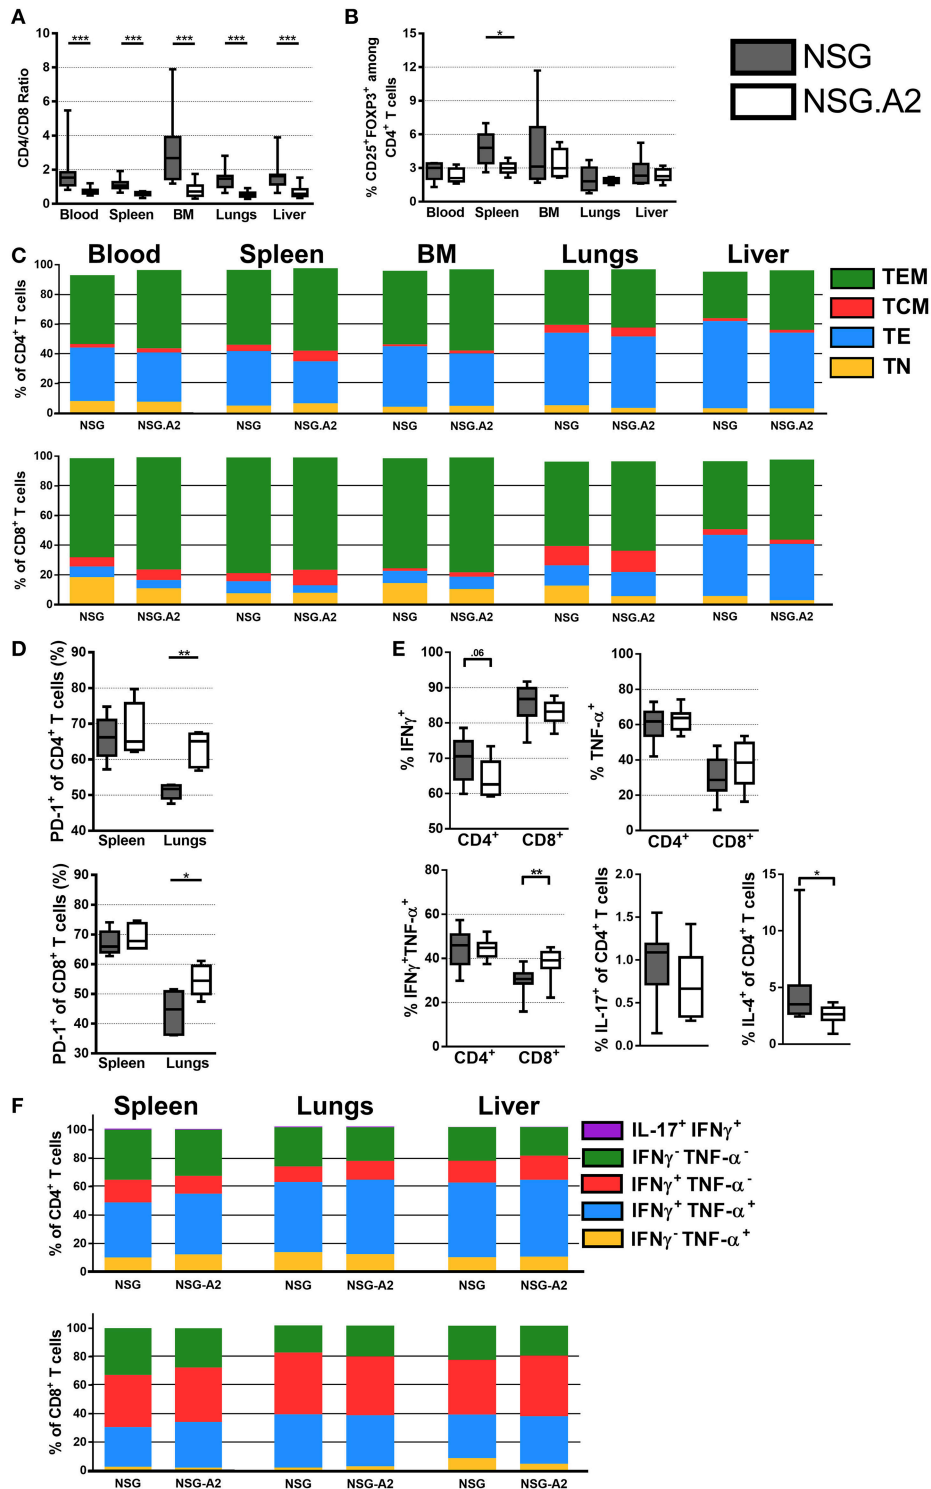 A
CD4/CD8 Ratio
10
8
6
4
2
0
*** *** *** *** ***
Blood Spleen BM Lungs Liver
B
% CD25+FOXP3+ among
CD4+ T cells
15
12
9
6
3
0
*
Blood Spleen BM Lungs Liver
NSG
NSG.A2
C
Blood Spleen BM Lungs Liver
% of CD4+ T cells
100
80
60
40
20
0
NSG NSG.A2 NSG NSG.A2 NSG NSG.A2 NSG NSG.A2 NSG NSG.A2
TEM
TCM
TE
TN
% of CD8+ T cells
100
80
60
40
20
0
NSG NSG.A2 NSG NSG.A2 NSG NSG.A2 NSG NSG.A2 NSG NSG.A2
D
PD-1+ of CD4+ T cells (%)
90
80
70
60
50
40
**
Spleen Lungs
PD-1+ of CD8+ T cells (%)
90
80
70
60
50
40
30
*
Spleen Lungs
E
% IFNγ+
100
90
80
70
60
50
.06
CD4+ CD8+
% TNF-α+
100
80
60
40
20
0
CD4+ CD8+
% IFNγ+TNF-α+
80
60
40
20
0
**
CD4+ CD8+
% IL-17+ of CD4+ T cells
2.0
1.5
1.0
0.5
0.0
% IL-4+ of CD4+ T cells
15
10
5
0
*
F
Spleen Lungs Liver
% of CD4+ T cells
100
80
60
40
20
0
NSG NSG-A2 NSG NSG-A2 NSG NSG-A2
IL-17+ IFNγ+
IFNγ- TNF-α-
IFNγ+ TNF-α-
IFNγ+ TNF-α+
IFNγ- TNF-α+
% of CD8+ T cells
100
80
60
40
20
0
NSG NSG-A2 NSG NSG-A2 NSG NSG-A2